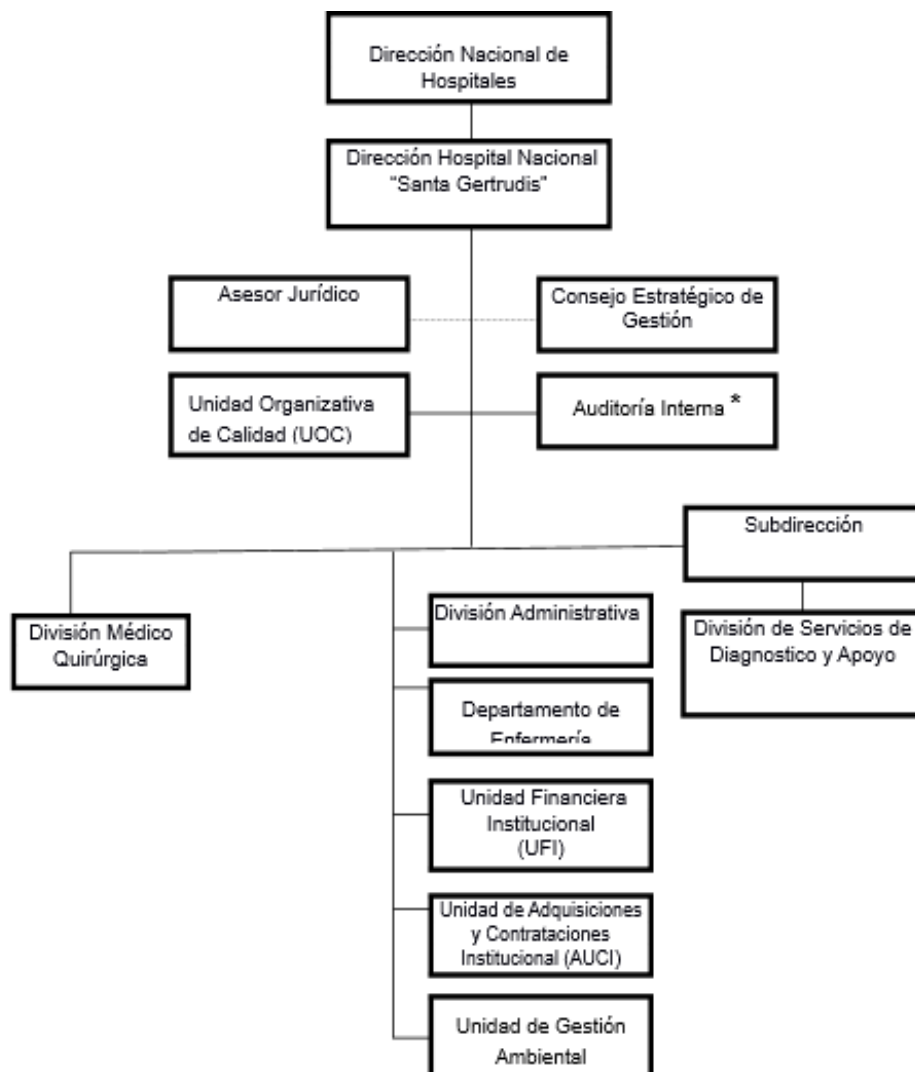 Dirección Nacional de
Hospitales
Dirección Hospital Nacional
"Santa Gertrudis"
Asesor Jurídico
Consejo Estratégico de
Gestión
Unidad Organizativa
de Calidad (UOC)
Auditoría Interna *
Subdirección
División Médico
Quirúrgica
División Administrativa
División de Servicios de
Diagnostico y Apoyo
Departamento de
Enfermería
Unidad Financiera
Institucional
(UFI)
Unidad de Adquisiciones
y Contrataciones
Institucional (AUCI)
Unidad de Gestión
Ambiental